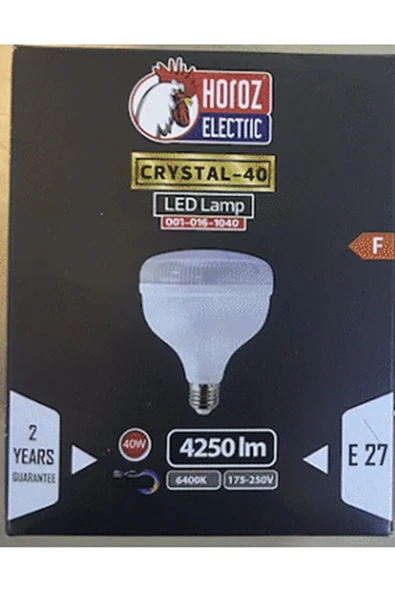 HOROZ
ELECTRIC
CRYSTAL-40
LED Lamp
001-016-1040
F
2
YEARS
GUARANTEE
40W
4250 lm
6400K
175-250V
E 27